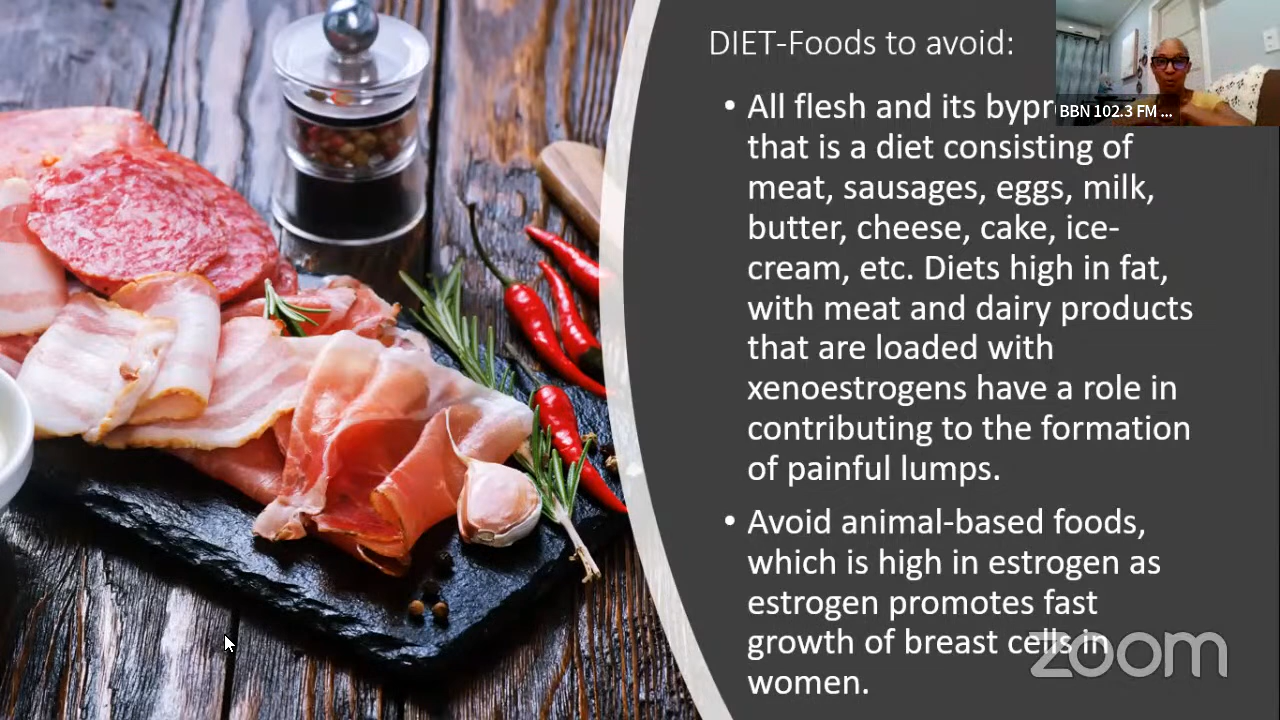 DIET-Foods to avoid:
• All flesh and its
that is a diet consisting of
meat, sausages, eggs, milk,
butter, cheese, cake, ice-
cream, etc. Diets high in fat,
with meat and dairy products
that are loaded with
xenoestrogens have a role in
contributing to the formation
of painful lumps.
• Avoid animal-based foods,
which is high in estrogen as
estrogen promotes fast
growth of breast cells in
women.
BBN 102.3 FM ...
zoom